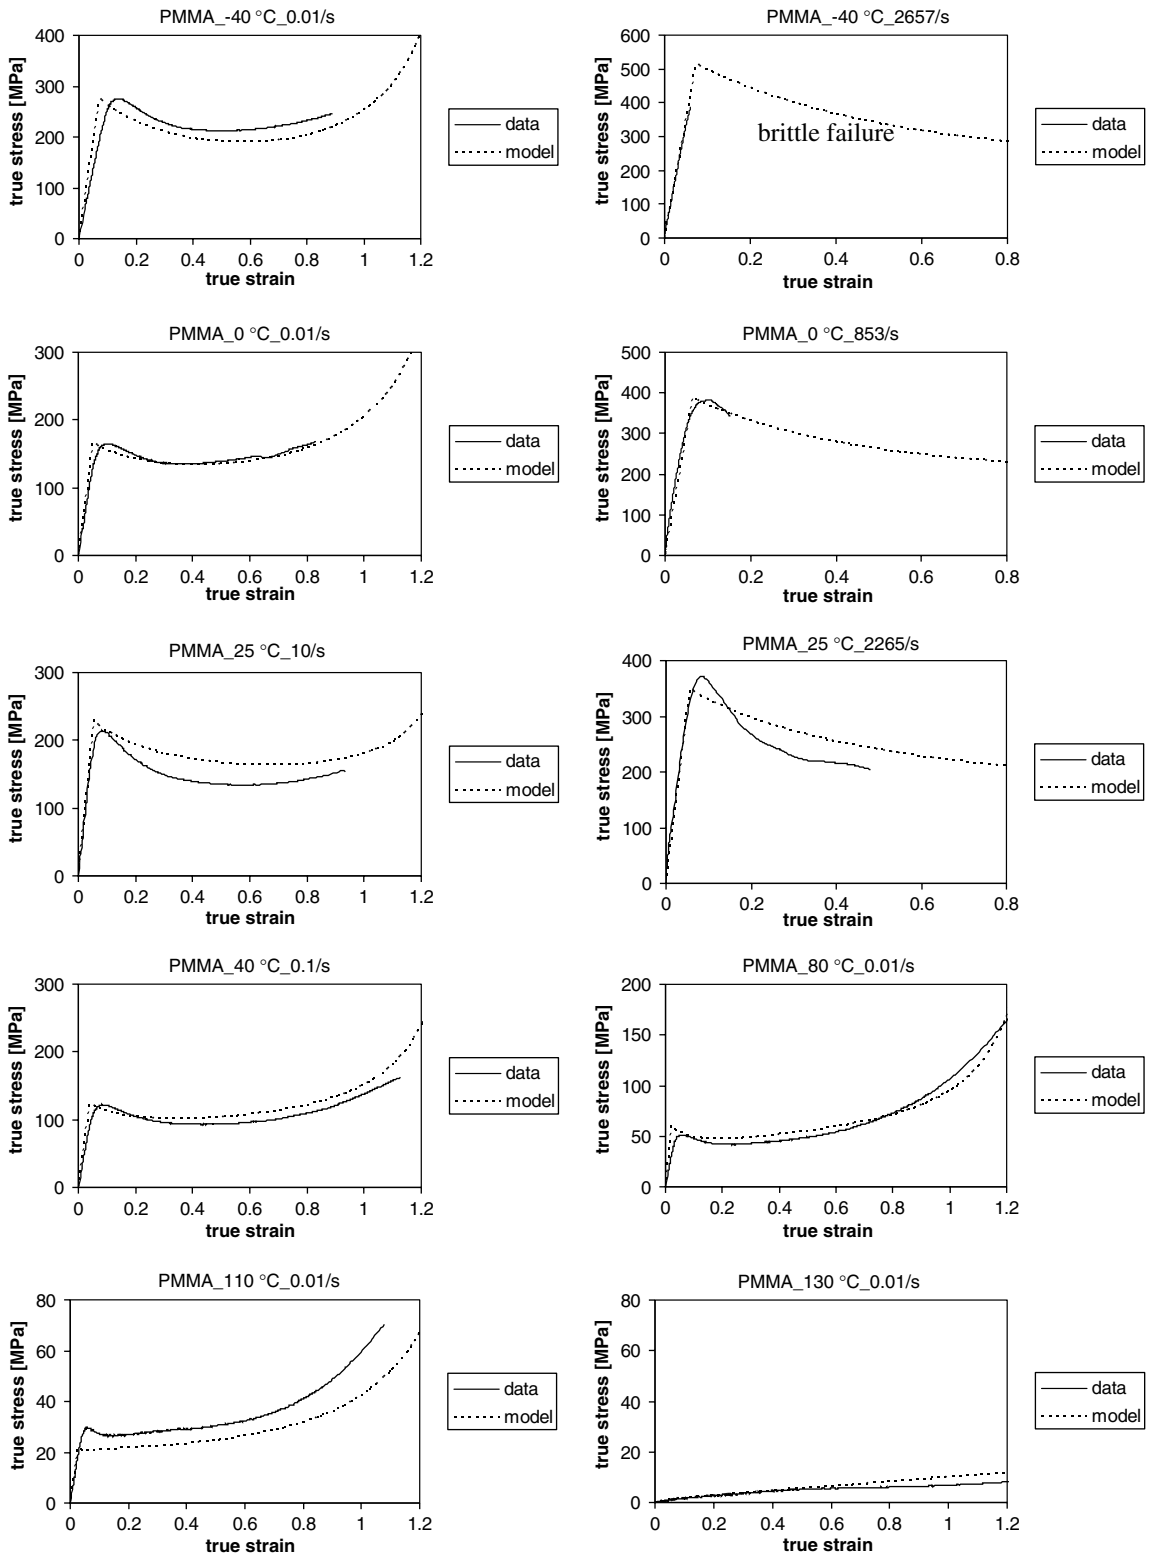 PMMA_-40 °C_0.01/s
true stress [MPa]
400
300
200
100
0
0 0.2 0.4 0.6 0.8 1 1.2
true strain
data
model
PMMA_-40 °C_2657/s
true stress [MPa]
600
500
400
300
200
100
0
brittle failure
0 0.2 0.4 0.6 0.8
true strain
data
model
PMMA_0 °C_0.01/s
true stress [MPa]
300
200
100
0
0 0.2 0.4 0.6 0.8 1 1.2
true strain
data
model
PMMA_0 °C_853/s
true stress [MPa]
500
400
300
200
100
0
0 0.2 0.4 0.6 0.8
true strain
data
model
PMMA_25 °C_10/s
true stress [MPa]
300
200
100
0
0 0.2 0.4 0.6 0.8 1 1.2
true strain
data
model
PMMA_25 °C_2265/s
true stress [MPa]
400
300
200
100
0
0 0.2 0.4 0.6 0.8
true strain
data
model
PMMA_40 °C_0.1/s
true stress [MPa]
300
200
100
0
0 0.2 0.4 0.6 0.8 1 1.2
true strain
data
model
PMMA_80 °C_0.01/s
true stress [MPa]
200
150
100
50
0
0 0.2 0.4 0.6 0.8 1 1.2
true strain
data
model
PMMA_110 °C_0.01/s
true stress [MPa]
80
60
40
20
0
0 0.2 0.4 0.6 0.8 1 1.2
true strain
data
model
PMMA_130 °C_0.01/s
true stress [MPa]
80
60
40
20
0
0 0.2 0.4 0.6 0.8 1 1.2
true strain
data
model